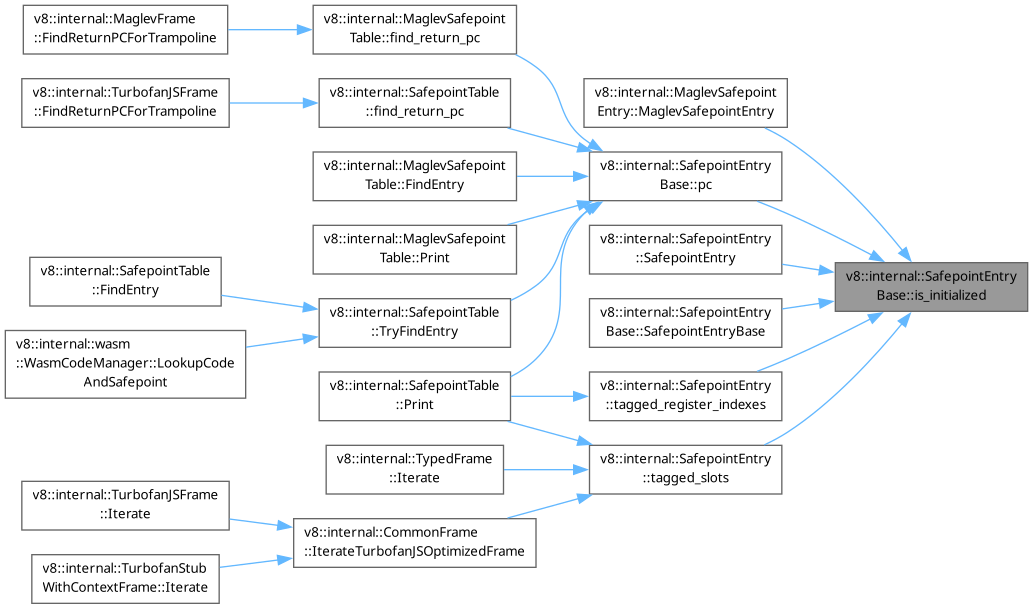 v8::internal::MaglevFrame
::FindReturnPCForTrampoline
v8::internal::MaglevSafepoint
Table::find_return_pc
v8::internal::TurbofanJSFrame
::FindReturnPCForTrampoline
v8::internal::SafepointTable
::find_return_pc
v8::internal::MaglevSafepoint
Entry::MaglevSafepointEntry
v8::internal::MaglevSafepoint
Table::FindEntry
v8::internal::SafepointEntry
Base::pc
v8::internal::MaglevSafepoint
Table::Print
v8::internal::SafepointEntry
::SafepointEntry
v8::internal::SafepointTable
::FindEntry
v8::internal::SafepointEntry
Base::is_initialized
v8::internal::SafepointTable
::TryFindEntry
v8::internal::SafepointEntry
Base::SafepointEntryBase
v8::internal::wasm
::WasmCodeManager::LookupCode
AndSafepoint
v8::internal::SafepointTable
::Print
v8::internal::SafepointEntry
::tagged_register_indexes
v8::internal::TypedFrame
::Iterate
v8::internal::SafepointEntry
::tagged_slots
v8::internal::TurbofanJSFrame
::Iterate
v8::internal::CommonFrame
::IterateTurbofanJSOptimizedFrame
v8::internal::TurbofanStub
WithContextFrame::Iterate